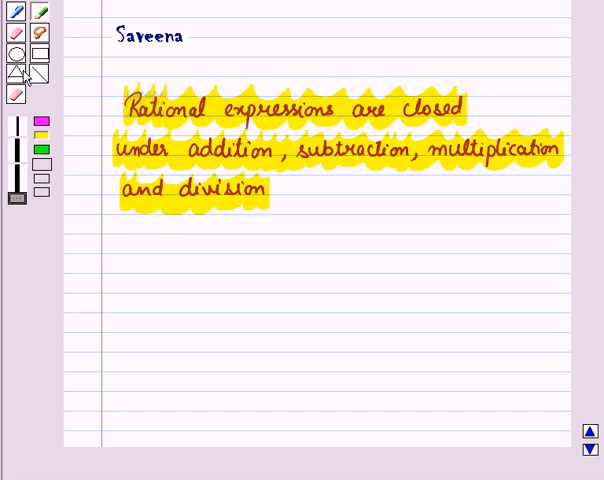 Saveena
Rational expressions are closed
under addition, subtraction, multiplication
and division